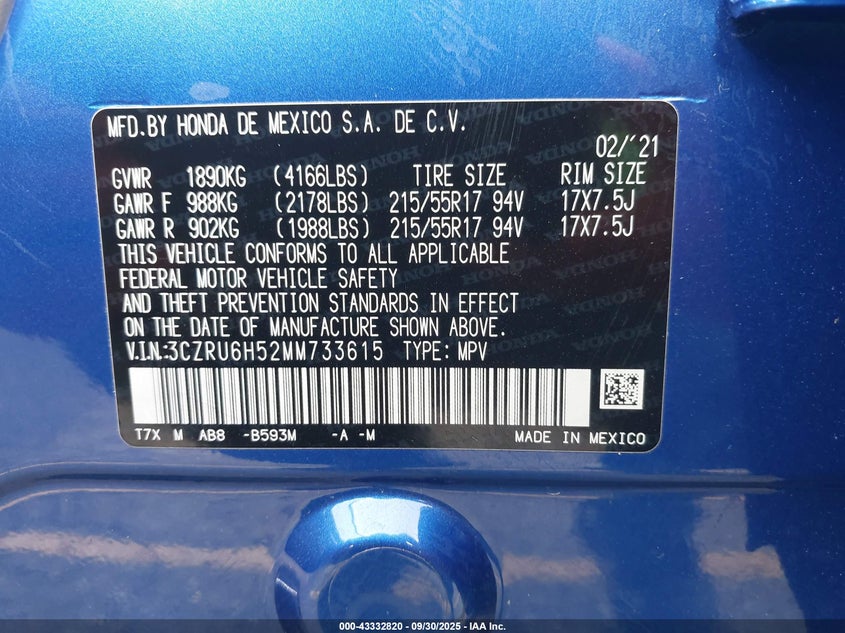 MFD.BY HONDA DE MEXICO S.A. DE C.V.
02/'21
GVWR 1890KG (4166LBS) TIRE SIZE RIM SIZE
GAWR F 988KG (2178LBS) 215/55R17 94V 17X7.5J
GAWR R 902KG (1988LBS) 215/55R17 94V 17X7.5J
THIS VEHICLE CONFORMS TO ALL APPLICABLE
FEDERAL MOTOR VEHICLE SAFETY
AND THEFT PREVENTION STANDARDS IN EFFECT
ON THE DATE OF MANUFACTURE SHOWN ABOVE.
V.I.N.:3CZRU6H52MM733615 TYPE: MPV
T7X M AB8 -B593M -A -M MADE IN MEXICO
000-43332820 - 09/30/2025 - IAA Inc.